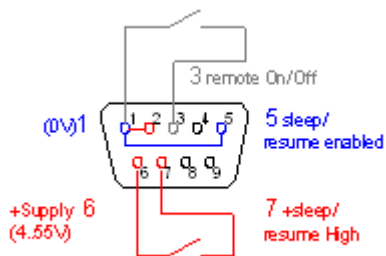 3 remote On/Off
(0V)1
1 2 3 4 5
5 sleep/
resume enabled
6 7 8 9
+Supply 6
(4.55V)
7 +sleep/
resume High